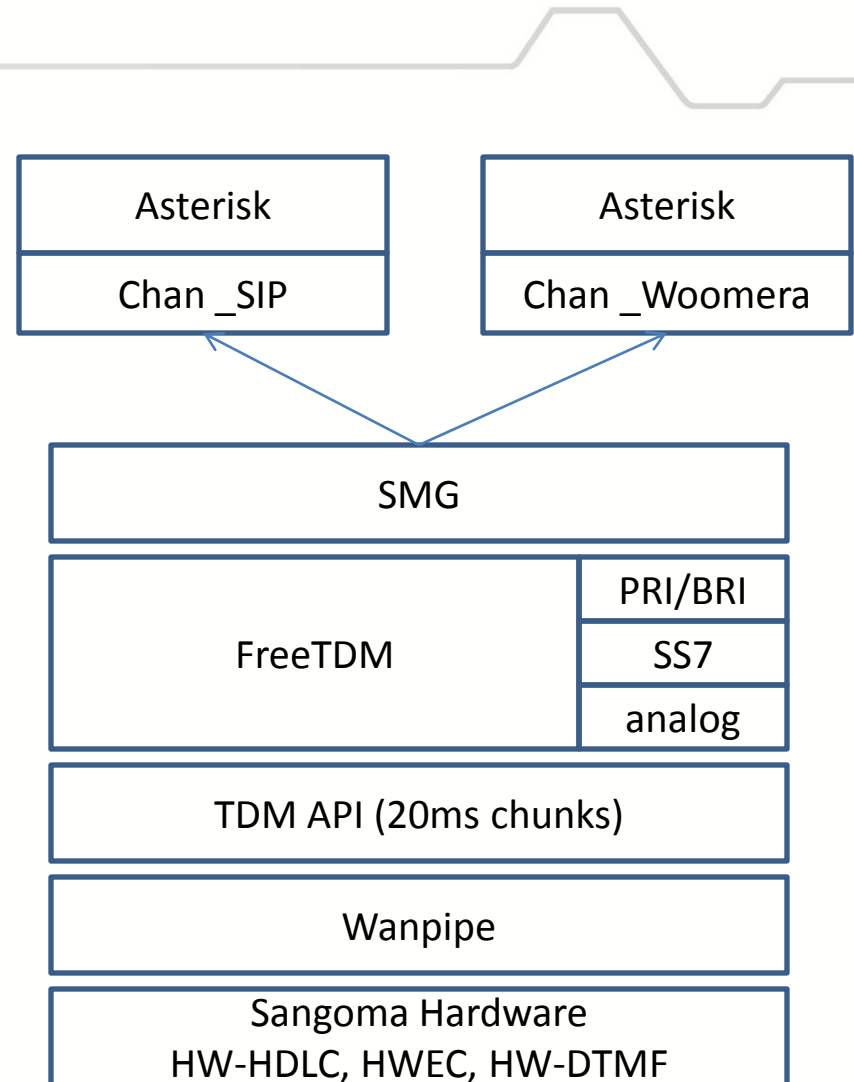 Asterisk
Chan _SIP
Asterisk
Chan _Woomera
SMG
FreeTDM
PRI/BRI
SS7
analog
TDM API (20ms chunks)
Wanpipe
Sangoma Hardware
HW-HDLC, HWEC, HW-DTMF